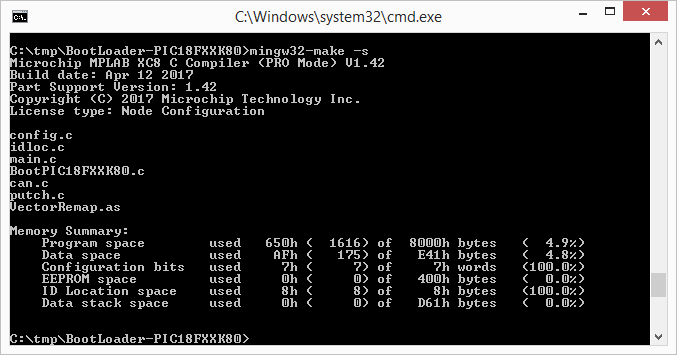 C:\Windows\system32\cmd.exe
C:\tmp\BootLoader-PIC18FXXK80>mingw32-make -s
Microchip MPLAB XC8 C Compiler (PRO Mode) V1.42
Build date: Apr 12 2017
Part Support Version: 1.42
Copyright (C) 2017 Microchip Technology Inc.
License type: Node Configuration
config.c
idloc.c
main.c
BootPIC18FXXK80.c
can.c
putch.c
VectorRemap.as
Memory Summary:
    Program space        used   650h (  1616) of  8000h bytes   (  4.9%)
    Data space           used    AFh (   175) of   E41h bytes   (  4.8%)
    Configuration bits   used     7h (     7) of     7h words   (100.0%)
    EEPROM space         used     0h (     0) of   400h bytes   (  0.0%)
    ID Location space    used     8h (     8) of     8h bytes   (100.0%)
    Data stack space     used     0h (     0) of   D61h bytes   (  0.0%)
C:\tmp\BootLoader-PIC18FXXK80>